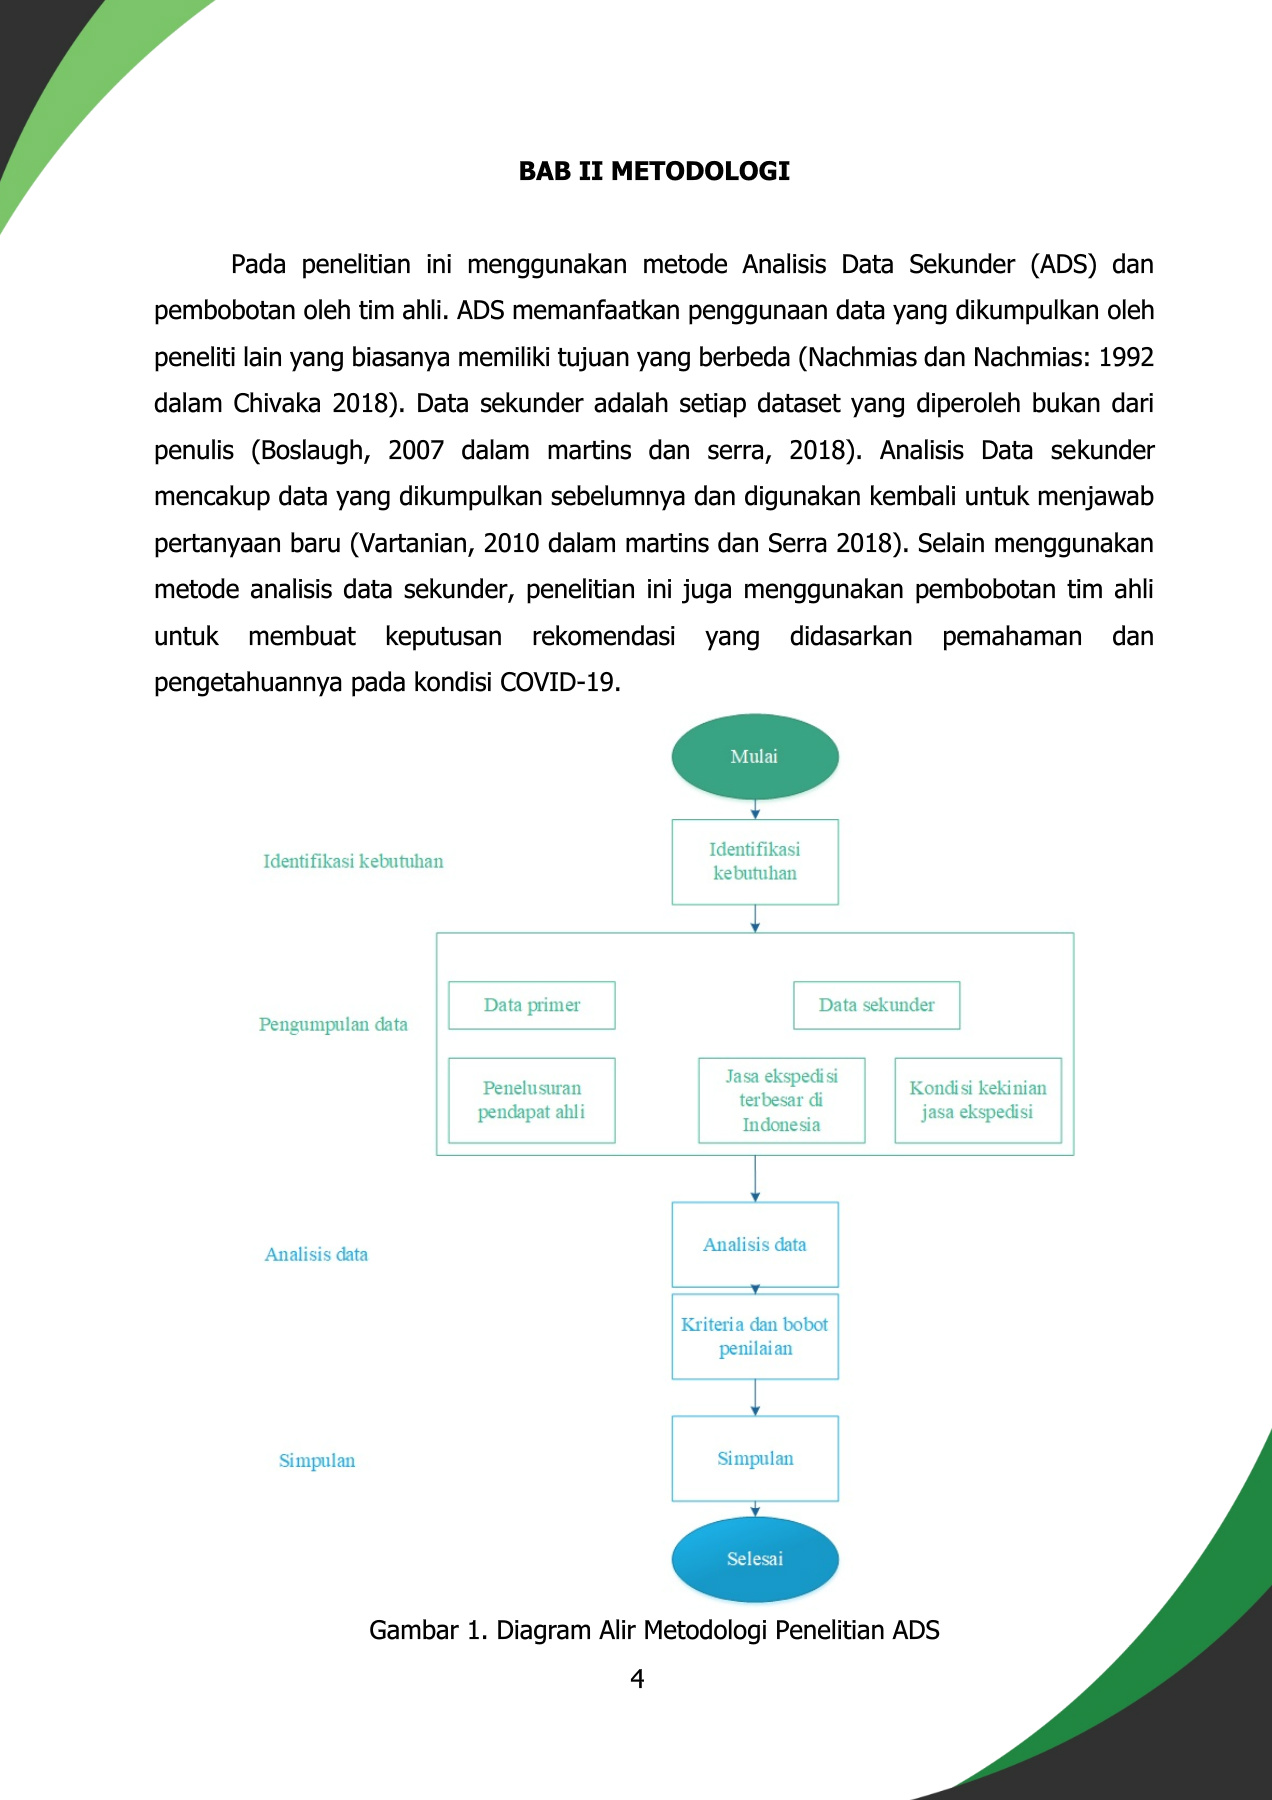 BAB II METODOLOGI
Pada penelitian ini menggunakan metode Analisis Data Sekunder (ADS) dan
pembobotan oleh tim ahli. ADS memanfaatkan penggunaan data yang dikumpulkan oleh
peneliti lain yang biasanya memiliki tujuan yang berbeda (Nachmias dan Nachmias: 1992
dalam Chivaka 2018). Data sekunder adalah setiap dataset yang diperoleh bukan dari
penulis (Boslaugh, 2007 dalam martins dan serra, 2018). Analisis Data sekunder
mencakup data yang dikumpulkan sebelumnya dan digunakan kembali untuk menjawab
pertanyaan baru (Vartanian, 2010 dalam martins dan Serra 2018). Selain menggunakan
metode analisis data sekunder, penelitian ini juga menggunakan pembobotan tim ahli
untuk membuat keputusan rekomendasi yang didasarkan pemahaman dan
pengetahuannya pada kondisi COVID-19.
Mulai
Identifikasi kebutuhan
Identifikasi
kebutuhan
Pengumpulan data
Data primer
Data sekunder
Penelusuran
pendapat ahli
Jasa ekspedisi
terbesar di
Indonesia
Kondisi kekinian
jasa ekspedisi
Analisis data
Analisis data
Kriteria dan bobot
penilaian
Simpulan
Simpulan
Selesai
Gambar 1. Diagram Alir Metodologi Penelitian ADS
4